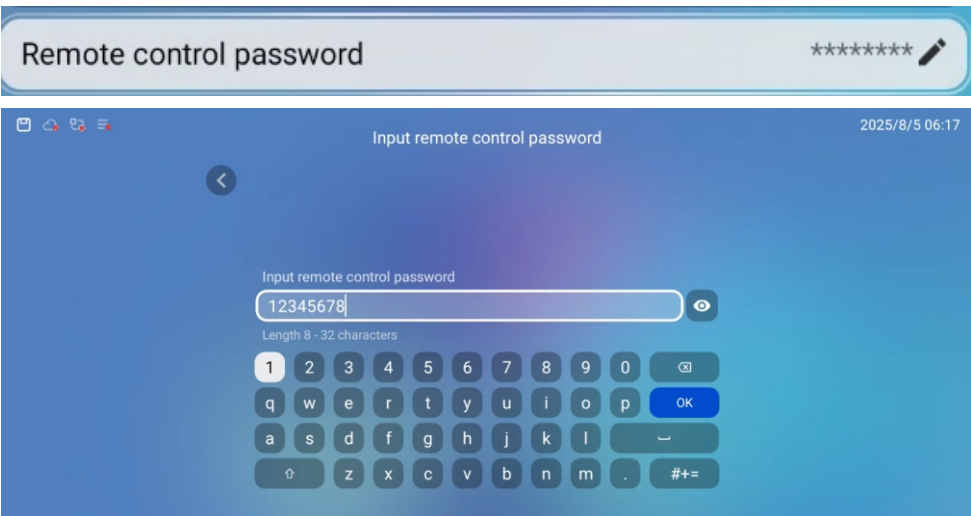 Remote control password ********
2025/8/5 06:17
Input remote control password
Input remote control password
12345678
Length 8 - 32 characters
1 2 3 4 5 6 7 8 9 0
q w e r t y u i o p OK
a s d f g h j k l
z x c v b n m . #+=